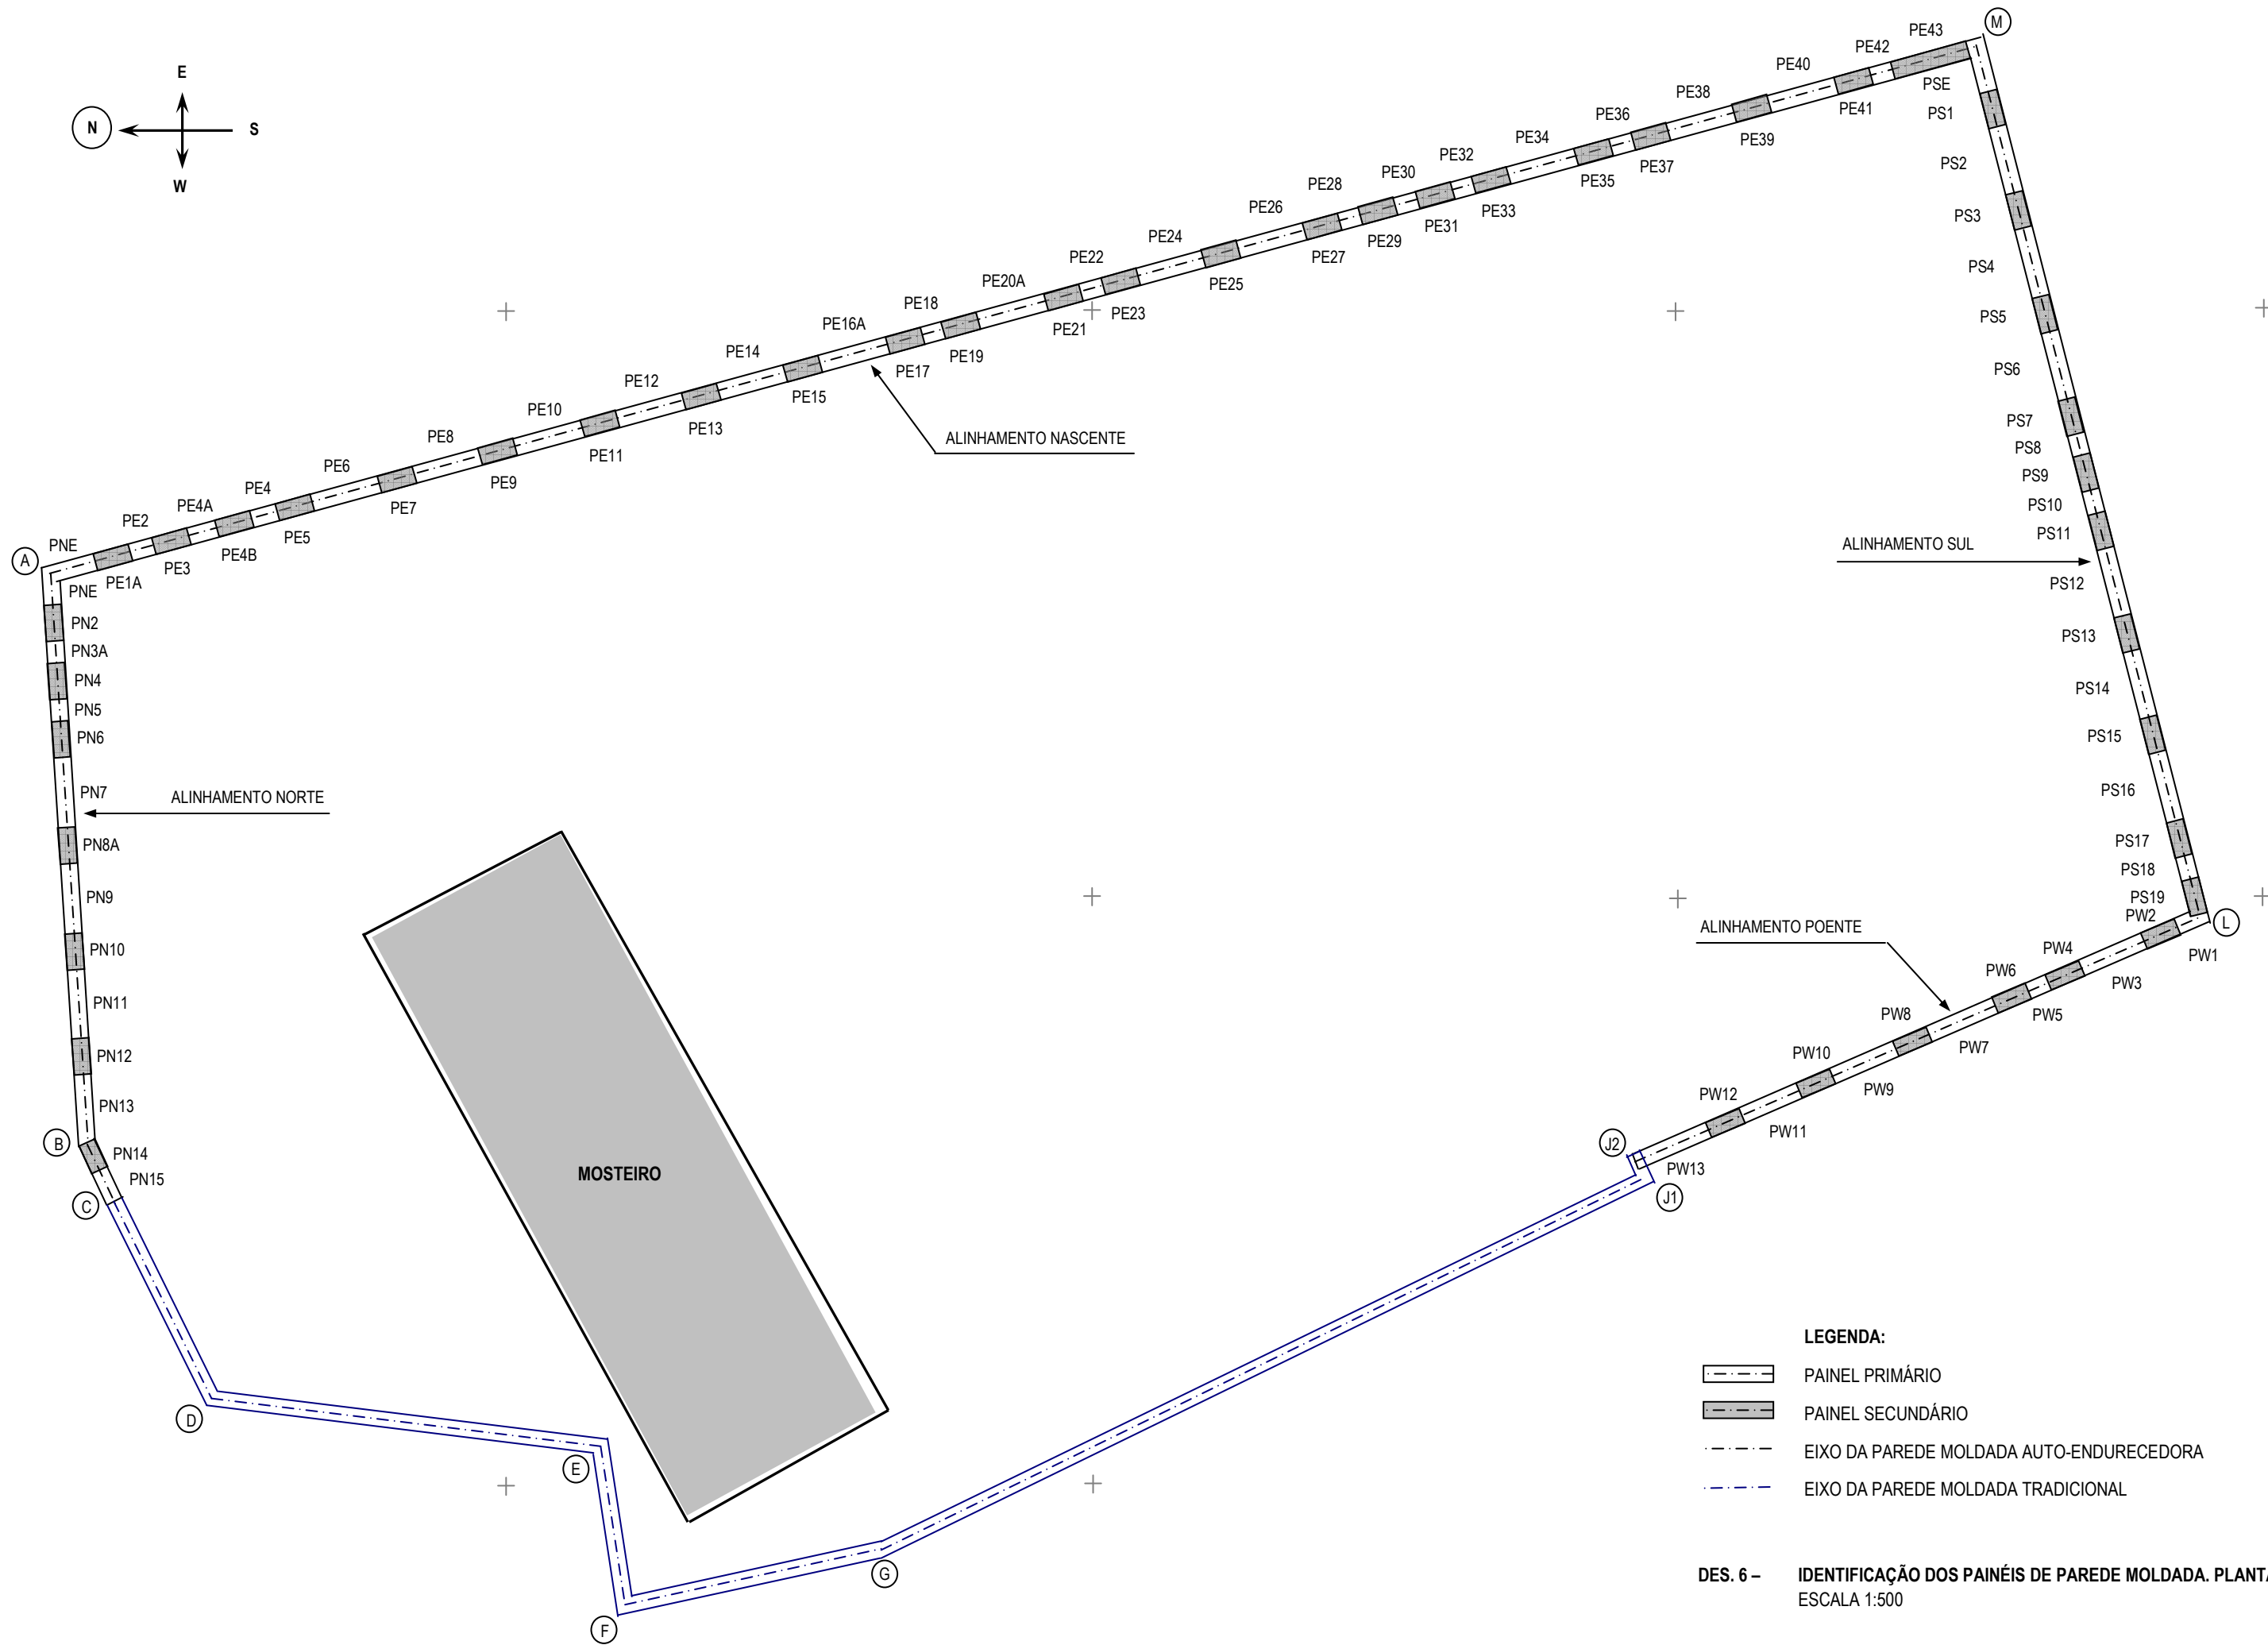 E
N
S
W
M
PE43
PE42
PE40
PE38
PE36
PE34
PE32
PE30
PE28
PE26
PE24
PE22
PE20A
PE18
PE16A
PE14
PE12
PE10
PE8
PE6
PE4
PE4A
PE2
PNE
A
PNE
PE1A
PE3
PE4B
PE5
PE7
PE9
PE11
PE13
PE15
PE17
PE19
PE21
PE23
PE25
PE27
PE29
PE31
PE33
PE35
PE37
PE39
PE41
PSE
ALINHAMENTO NASCENTE
PS1
PS2
PS3
PS4
PS5
PS6
PS7
PS8
PS9
PS10
PS11
ALINHAMENTO SUL
PS12
PS13
PS14
PS15
PS16
PS17
PS18
PS19
L
PN2
PN3A
PN4
PN5
PN6
PN7
ALINHAMENTO NORTE
PN8A
PN9
PN10
PN11
PN12
PN13
B
PN14
PN15
C
MOSTEIRO
ALINHAMENTO POENTE
PW2
PW1
PW4
PW3
PW6
PW5
PW8
PW7
PW10
PW9
PW12
PW11
J2
PW13
J1
D
E
F
G
LEGENDA:
PAINEL PRIMÁRIO
PAINEL SECUNDÁRIO
EIXO DA PAREDE MOLDADA AUTO-ENDURECEDORA
EIXO DA PAREDE MOLDADA TRADICIONAL
DES. 6 – IDENTIFICAÇÃO DOS PAINÉIS DE PAREDE MOLDADA. PLANTA
ESCALA 1:500